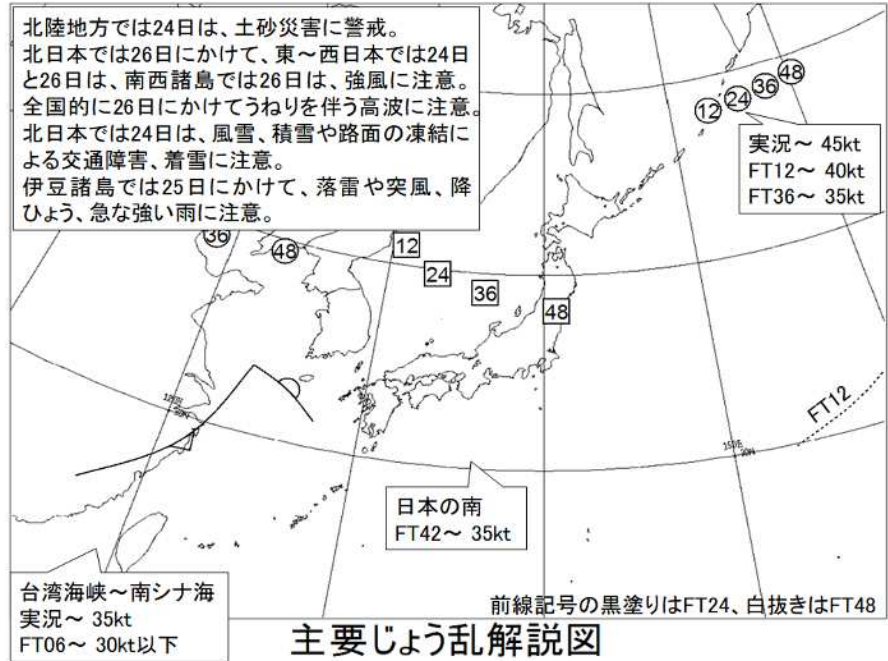 北陸地方では24日は、土砂災害に警戒。
北日本では26日にかけて、東～西日本では24日
と26日は、南西諸島では26日は、強風に注意。
全国的に26日にかけてうねりを伴う高波に注意。
北日本では24日は、風雪、積雪や路面の凍結に
よる交通障害、着雪に注意。
伊豆諸島では25日にかけて、落雷や突風、降
ひょう、急な強い雨に注意。
12
24
36
48
実況～ 45kt
FT12～ 40kt
FT36～ 35kt
36
48
12
24
36
48
FT12
150E
30N
日本の南
FT42～ 35kt
台湾海峡～南シナ海
実況～ 35kt
FT06～ 30kt以下
前線記号の黒塗りはFT24、白抜きはFT48
主要じょう乱解説図